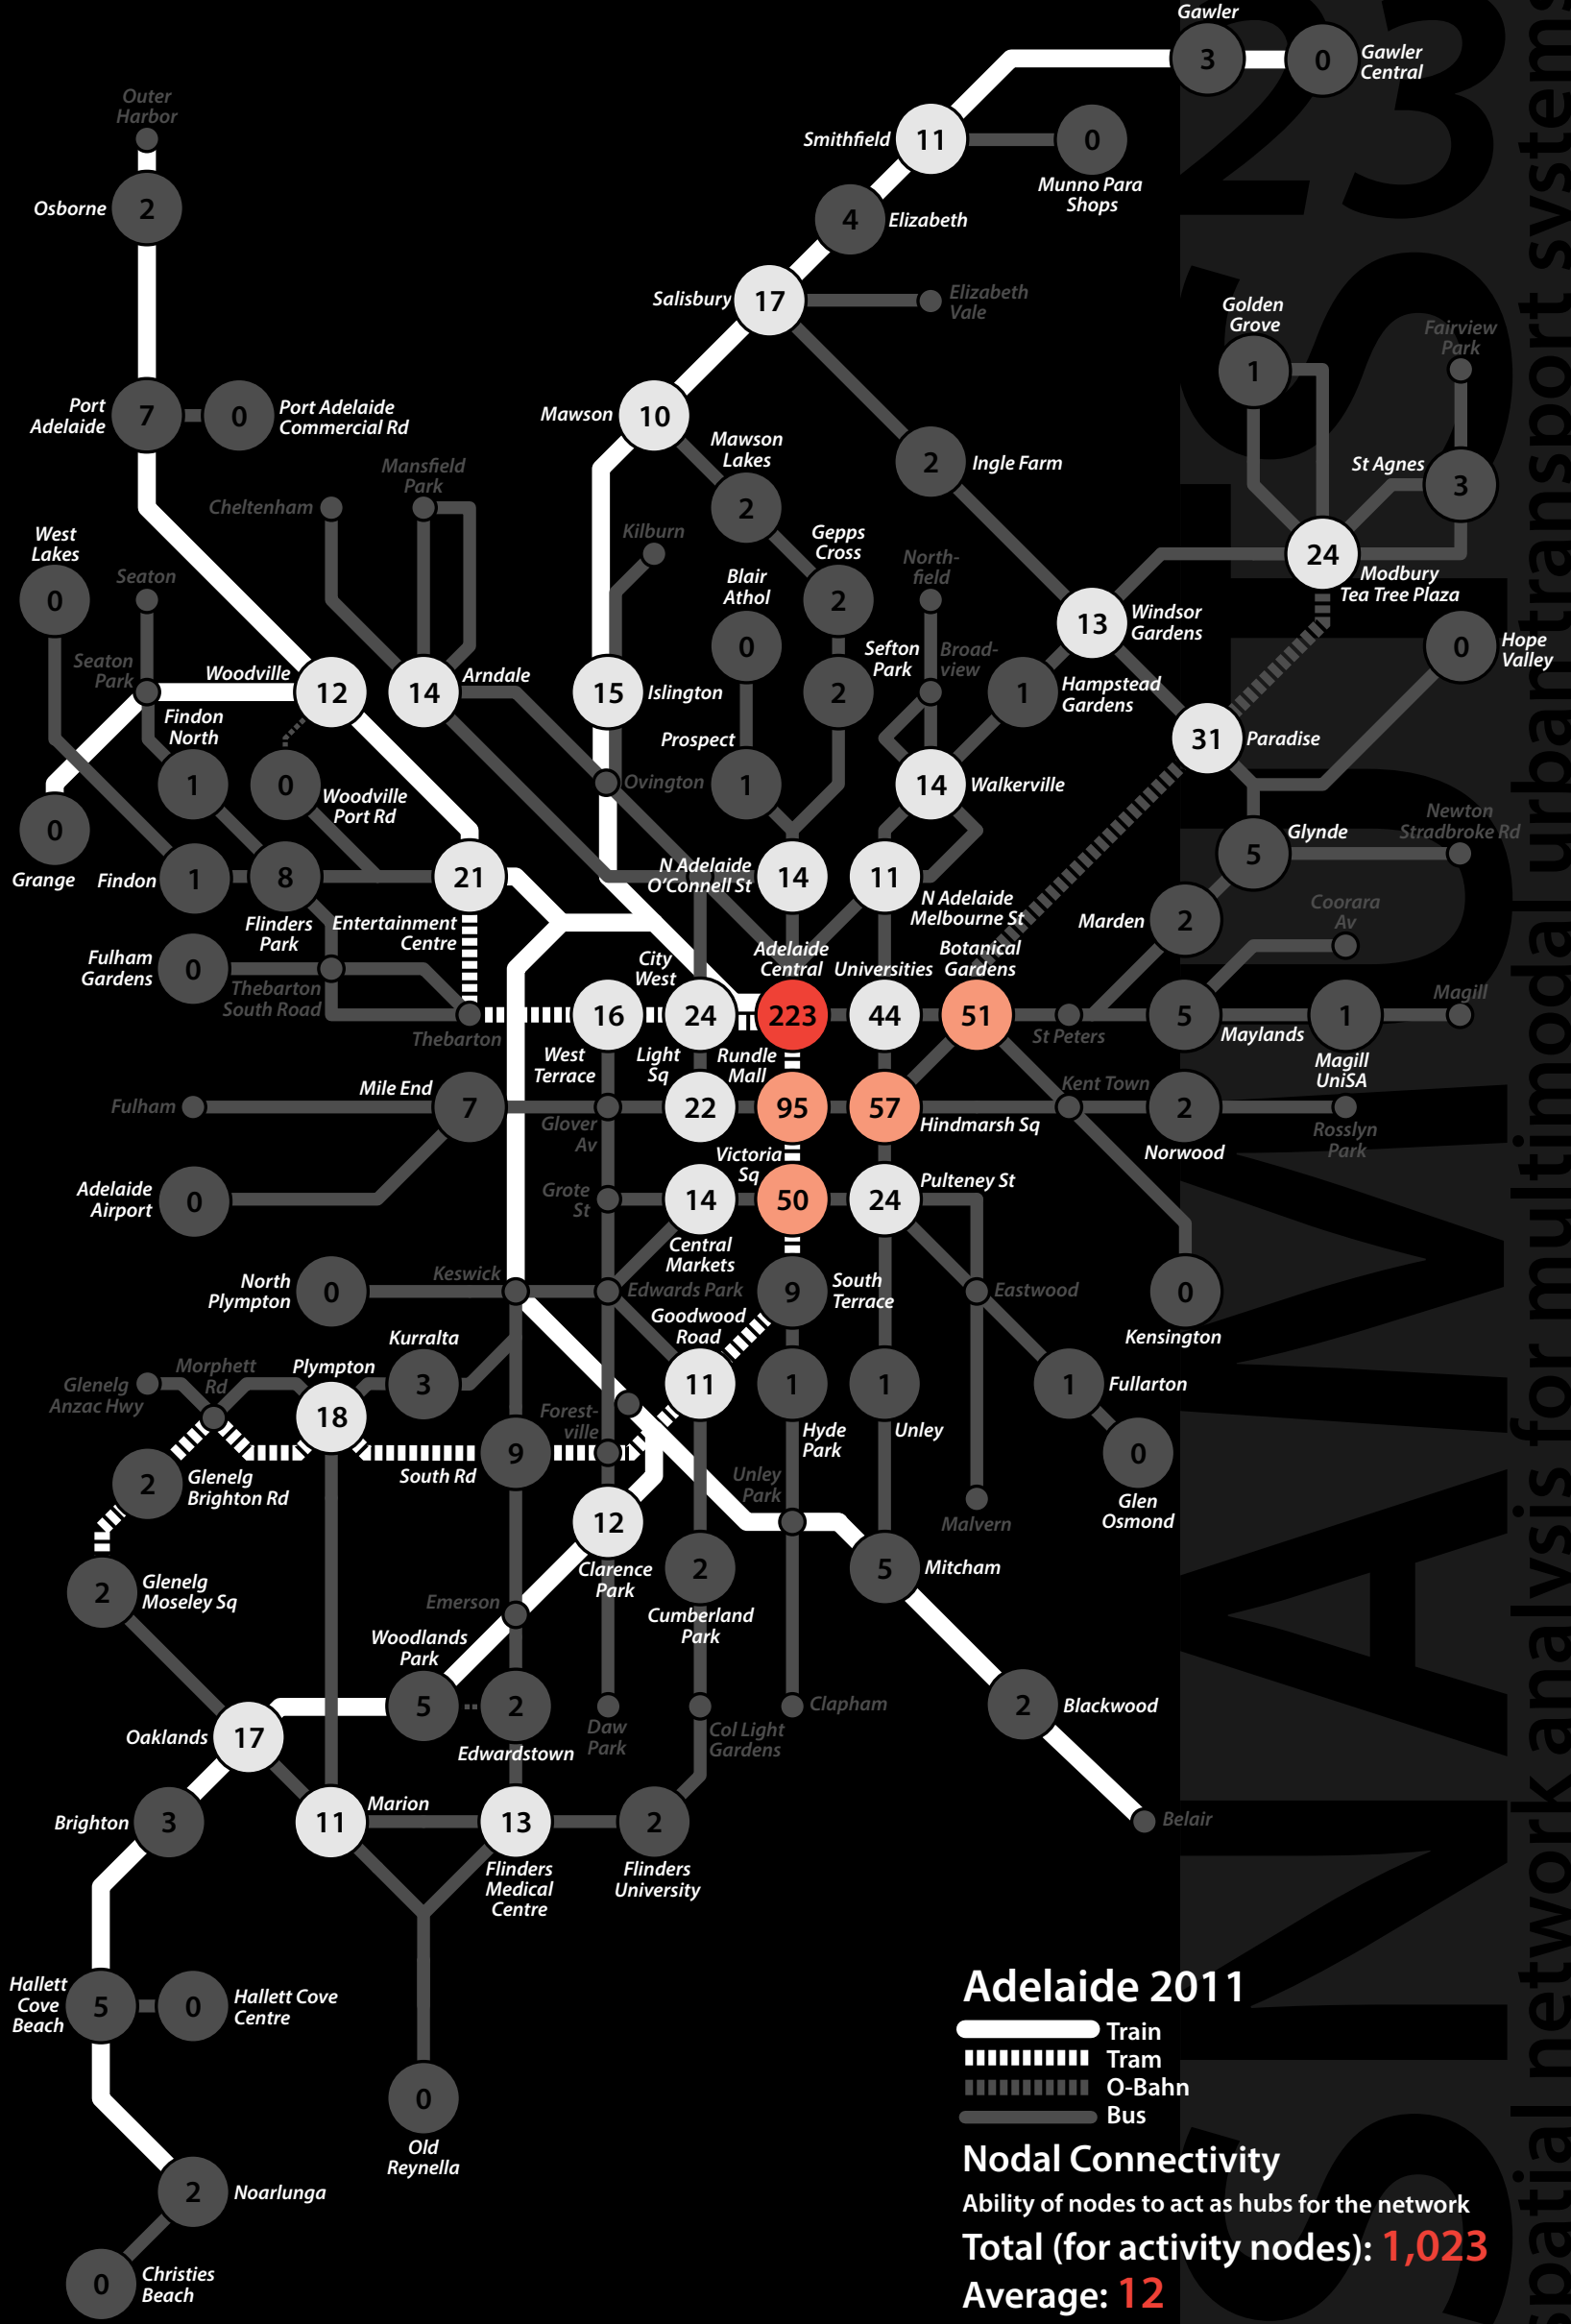 Gawler
3
0
Gawler
Central
Outer
Harbor
Smithfield
11
0
Munno Para
Shops
Osborne
2
4
Elizabeth
Salisbury
17
Elizabeth
Vale
Golden
Grove
1
Fairview
Park
Port
Adelaide
7
0
Port Adelaide
Commercial Rd
Mawson
10
Mawson
Lakes
2
2
Ingle Farm
St Agnes
3
Mansfield
Park
Cheltenham
Kilburn
Gepps
Cross
2
North-
field
24
Modbury
Tea Tree Plaza
West
Lakes
0
Seaton
Blair
Athol
0
13
Windsor
Gardens
0
Hope
Valley
Seaton
Park
Woodville
12
14
Arndale
15
Islington
2
Sefton
Park
Broad-
view
1
Hampstead
Gardens
31
Paradise
Findon
North
1
0
Woodville
Port Rd
Ovington
Prospect
1
14
Walkerville
0
Grange
Findon
1
8
Flinders
Park
21
Entertainment
Centre
N Adelaide
O'Connell St
14
11
N Adelaide
Melbourne St
5
Glynde
Newton
Stradbroke Rd
Marden
2
Coorara
Av
Fulham
Gardens
0
Thebarton
South Road
Thebarton
City
West
Adelaide
Central
Universities
Botanical
Gardens
16
24
223
44
51
St Peters
5
Maylands
1
Magill
UniSA
Magill
West
Terrace
Light
Sq
Rundle
Mall
Fulham
Mile End
7
Glover
Av
22
95
57
Hindmarsh Sq
Kent Town
2
Norwood
Rosslyn
Park
Adelaide
Airport
0
Grote
St
14
Central
Markets
Victoria
Sq
50
24
Pulteney St
North
Plympton
0
Keswick
Edwards Park
9
South
Terrace
Eastwood
0
Kensington
Glenelg
Anzac Hwy
Morphett
Rd
Plympton
18
Kurralta
3
Goodwood
Road
11
1
Hyde
Park
1
Unley
1
Fullarton
2
Glenelg
Brighton Rd
South Rd
9
Forest-
ville
0
Glen
Osmond
12
Clarence
Park
Unley
Park
Malvern
2
Glenelg
Moseley Sq
2
Cumberland
Park
5
Mitcham
Emerson
Woodlands
Park
5
2
Edwardstown
Daw
Park
Col Light
Gardens
Clapham
2
Blackwood
Oaklands
17
Brighton
3
11
Marion
13
Flinders
Medical
Centre
2
Flinders
University
Belair
Hallett
Cove
Beach
5
0
Hallett Cove
Centre
0
Old
Reynella
2
Noarlunga
0
Christies
Beach
Adelaide 2011
Train
Tram
O-Bahn
Bus
Nodal Connectivity
Ability of nodes to act as hubs for the network
Total (for activity nodes): 1,023
Average: 12
SNAMUTS 23
spatial network analysis for multimodal urban transport systems